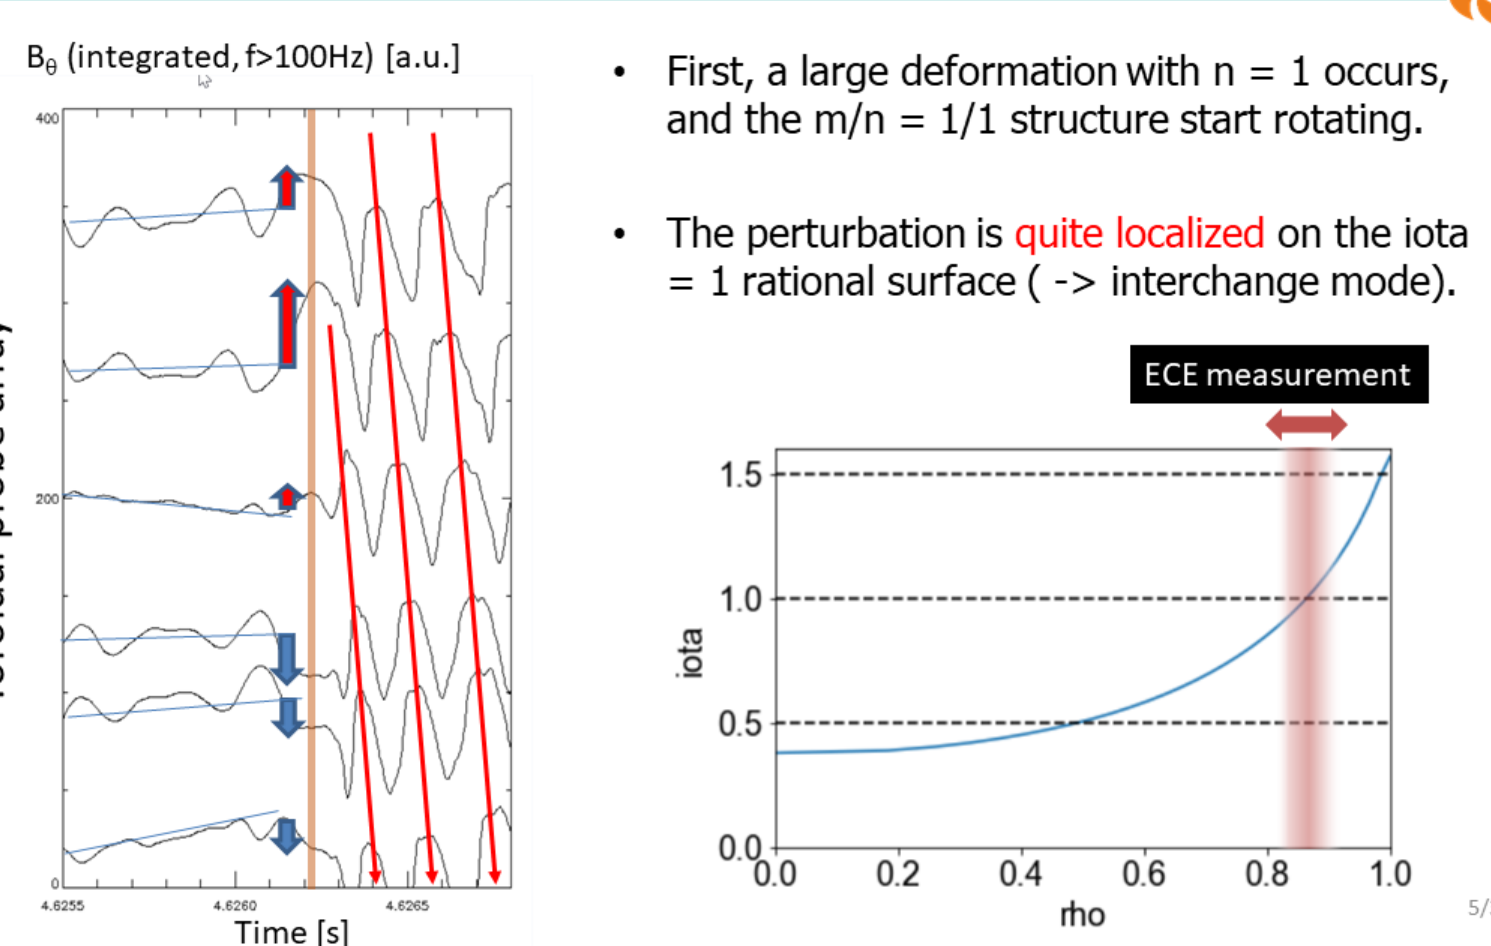 Bθ (integrated, f>100Hz) [a.u.]
400
200
0
4.6255 4.6260 4.6265
Time [s]
probe array
• First, a large deformation with n = 1 occurs,
and the m/n = 1/1 structure start rotating.
• The perturbation is quite localized on the iota
= 1 rational surface ( -> interchange mode).
ECE measurement
1.5
1.0
0.5
0.0
iota
0.0 0.2 0.4 0.6 0.8 1.0
rho
5/